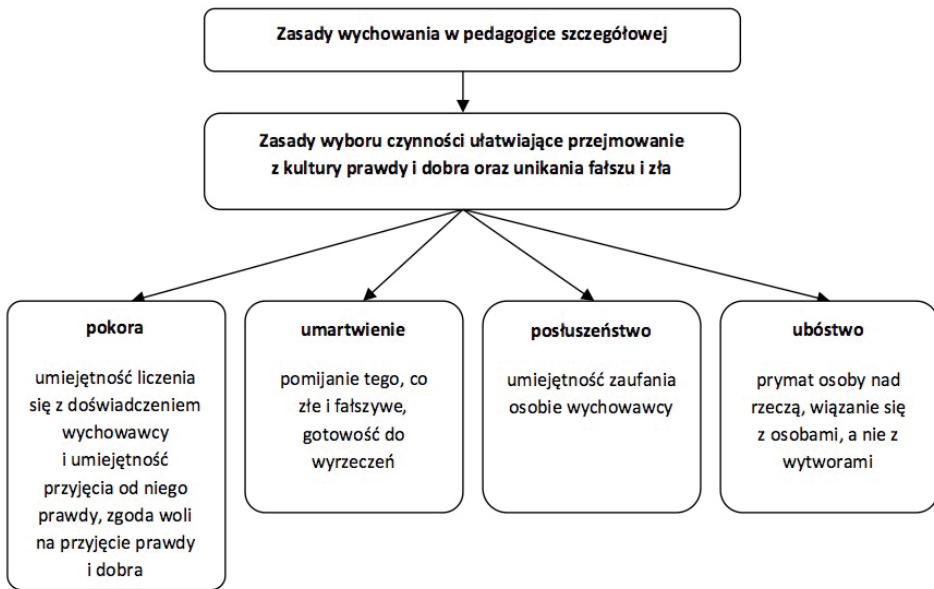 Zasady wychowania w pedagogice szczegółowej
Zasady wyboru czynności ułatwiające przejmowanie
z kultury prawdy i dobra oraz unikania fałszu i zła
pokora
umiejętność liczenia
się z doświadczeniem
wychowawcy
i umiejętność
przyjęcia od niego
prawdy, zgoda woli
na przyjęcie prawdy
i dobra
umartwienie
pomijanie tego, co
złe i fałszywe,
gotowość do
wyrzeczeń
posłuszeństwo
umiejętność zaufania
osobie wychowawcy
ubóstwo
prymat osoby nad
rzeczą, wiązanie się
z osobami, a nie z
wytworami